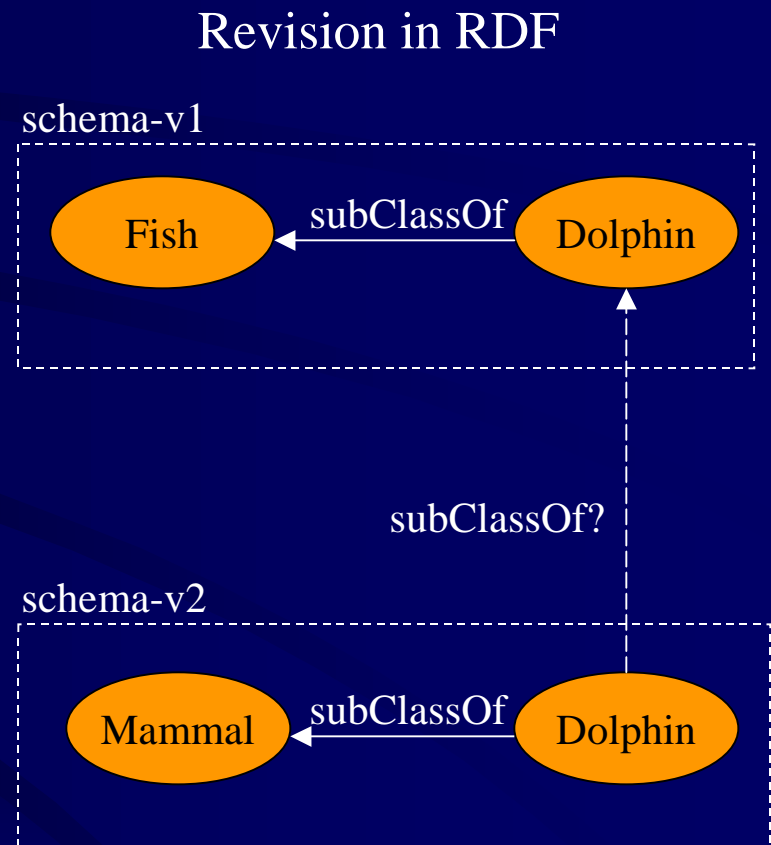 Revision in RDF
schema-v1
Fish
subClassOf
Dolphin
subClassOf?
schema-v2
Mammal
subClassOf
Dolphin